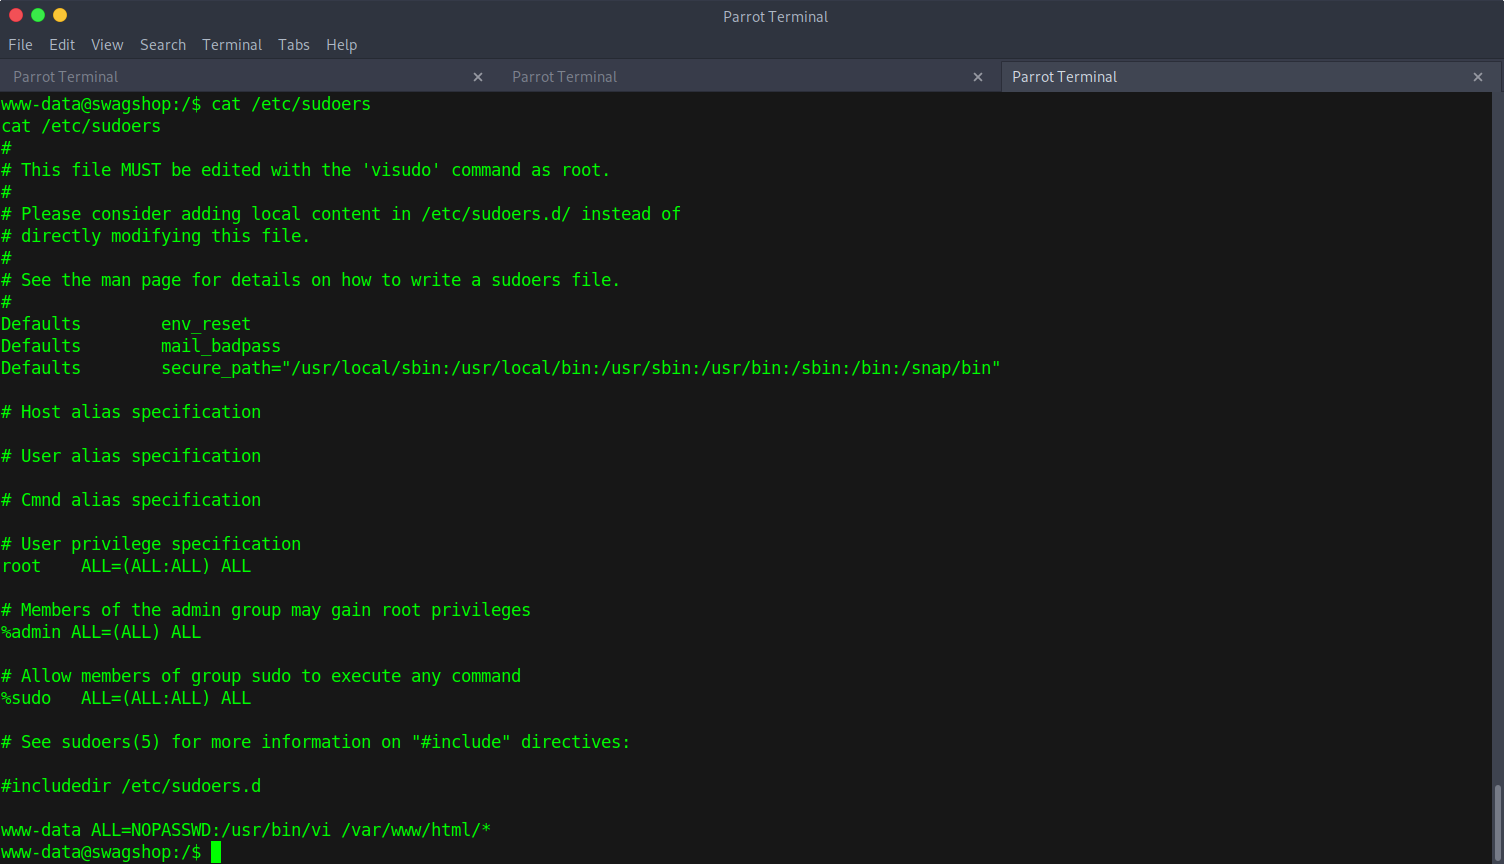 Parrot Terminal
File Edit View Search Terminal Tabs Help
Parrot Terminal × Parrot Terminal × Parrot Terminal ×
www-data@swagshop:/$ cat /etc/sudoers
cat /etc/sudoers
#
# This file MUST be edited with the 'visudo' command as root.
#
# Please consider adding local content in /etc/sudoers.d/ instead of
# directly modifying this file.
#
# See the man page for details on how to write a sudoers file.
#
Defaults        env_reset
Defaults        mail_badpass
Defaults        secure_path="/usr/local/sbin:/usr/local/bin:/usr/sbin:/usr/bin:/sbin:/bin:/snap/bin"

# Host alias specification

# User alias specification

# Cmnd alias specification

# User privilege specification
root    ALL=(ALL:ALL) ALL

# Members of the admin group may gain root privileges
%admin ALL=(ALL) ALL

# Allow members of group sudo to execute any command
%sudo   ALL=(ALL:ALL) ALL

# See sudoers(5) for more information on "#include" directives:

#includedir /etc/sudoers.d

www-data ALL=NOPASSWD:/usr/bin/vi /var/www/html/*
www-data@swagshop:/$